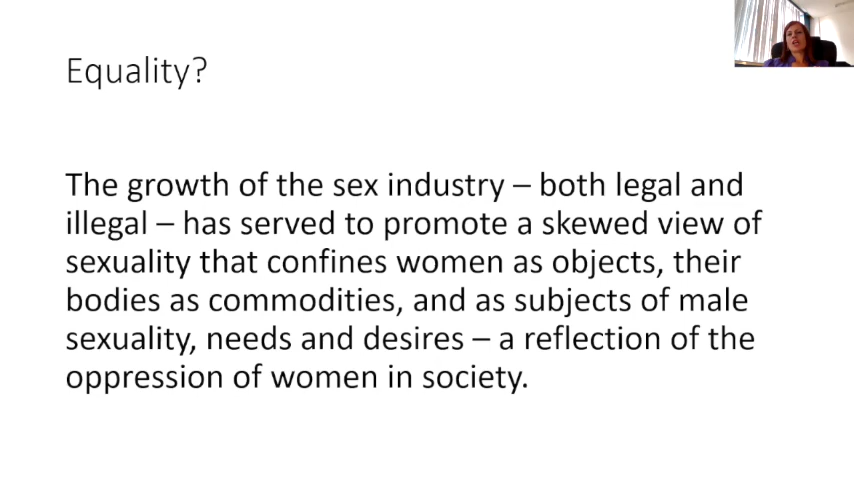 Equality?
The growth of the sex industry – both legal and
illegal – has served to promote a skewed view of
sexuality that confines women as objects, their
bodies as commodities, and as subjects of male
sexuality, needs and desires – a reflection of the
oppression of women in society.